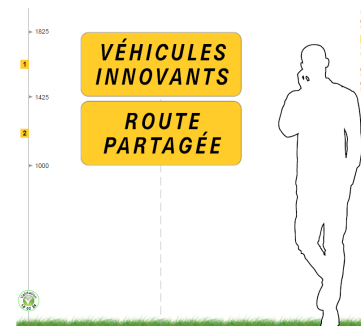 1825
1
VÉHICULES
INNOVANTS
1425
ROUTE
2
PARTAGÉE
1000